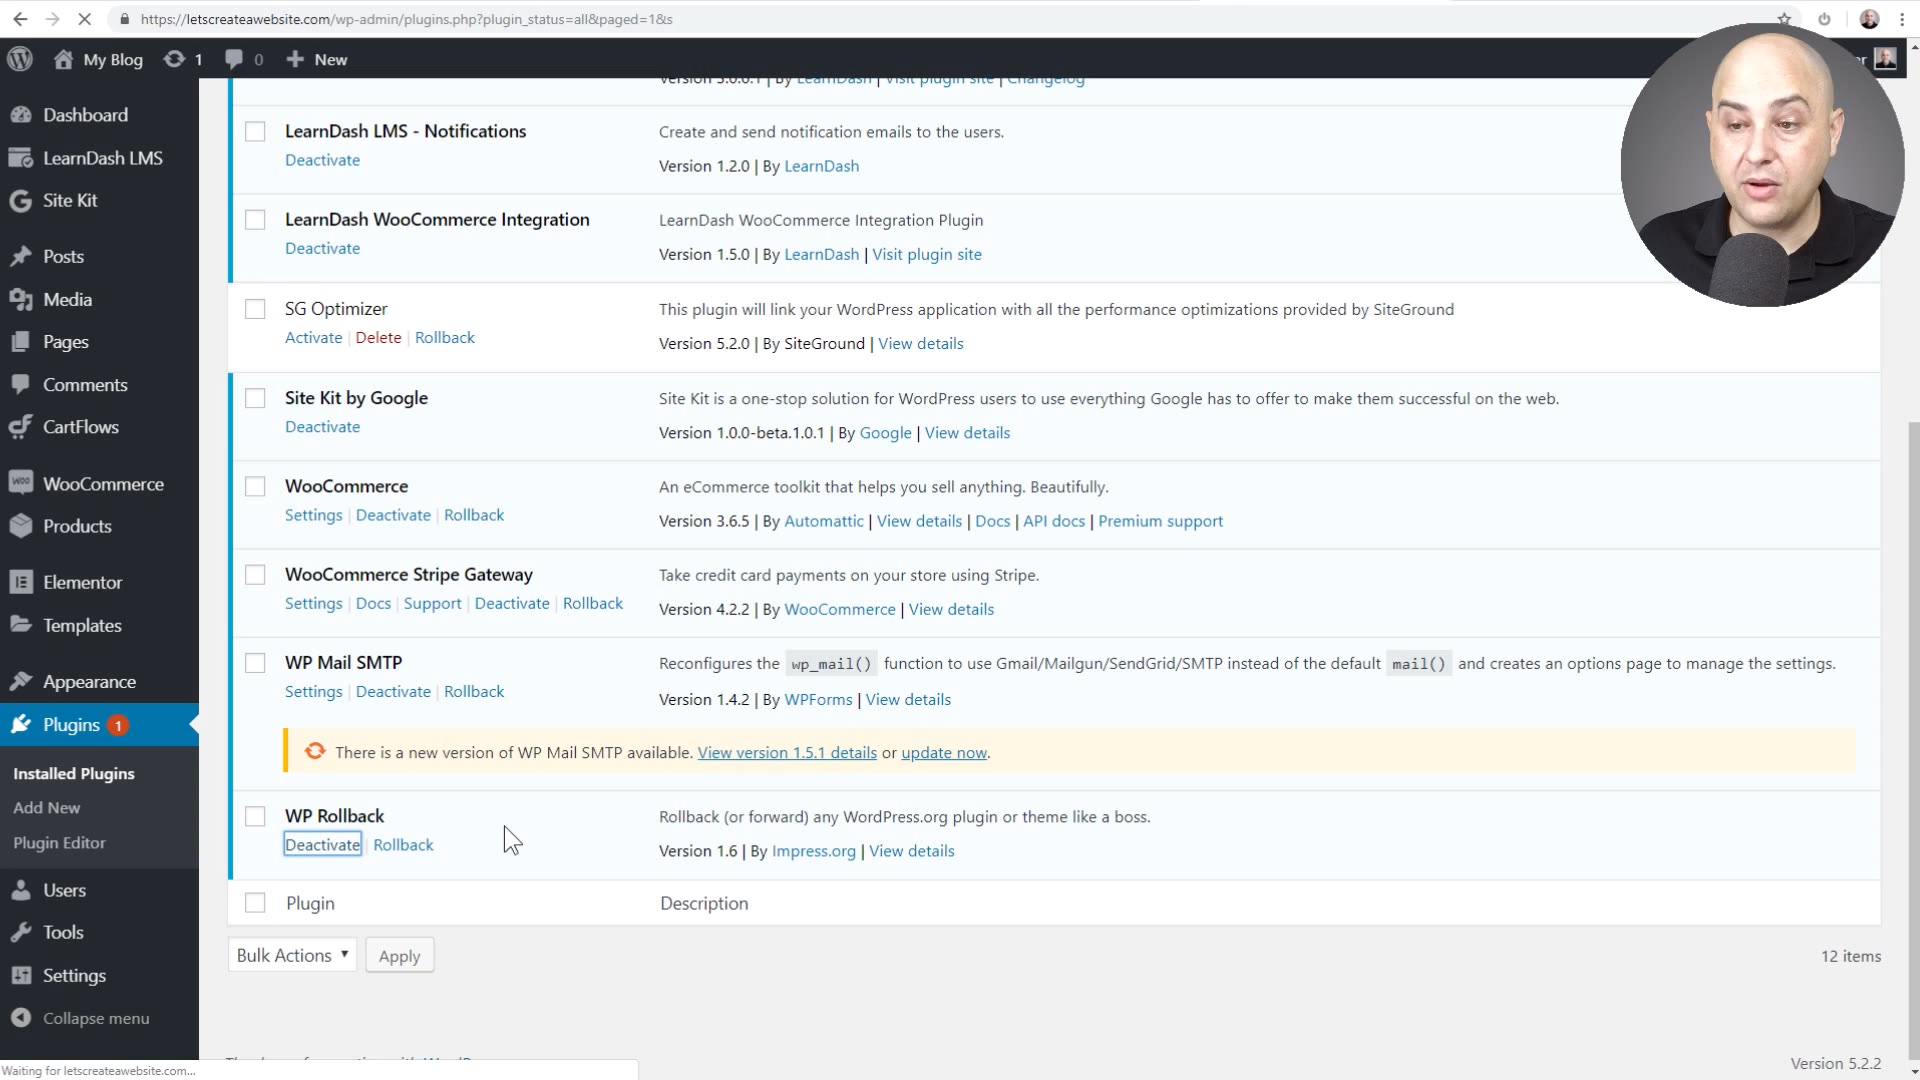 https://letscreateawebsite.com/wp-admin/plugins.php?plugin_status=all&paged=1&s
My Blog
1
0
New
Dashboard
LearnDash LMS
Site Kit
Posts
Media
Pages
Comments
CartFlows
WooCommerce
Products
Elementor
Templates
Appearance
Plugins 1
Installed Plugins
Add New
Plugin Editor
Users
Tools
Settings
Collapse menu
Version 3.0.0.1 | By LearnDash | Visit plugin site | Changelog
LearnDash LMS - Notifications
Deactivate
Create and send notification emails to the users.
Version 1.2.0 | By LearnDash
LearnDash WooCommerce Integration
Deactivate
LearnDash WooCommerce Integration Plugin
Version 1.5.0 | By LearnDash | Visit plugin site
SG Optimizer
Activate | Delete | Rollback
This plugin will link your WordPress application with all the performance optimizations provided by SiteGround
Version 5.2.0 | By SiteGround | View details
Site Kit by Google
Deactivate
Site Kit is a one-stop solution for WordPress users to use everything Google has to offer to make them successful on the web.
Version 1.0.0-beta.1.0.1 | By Google | View details
WooCommerce
Settings | Deactivate | Rollback
An eCommerce toolkit that helps you sell anything. Beautifully.
Version 3.6.5 | By Automattic | View details | Docs | API docs | Premium support
WooCommerce Stripe Gateway
Settings | Docs | Support | Deactivate | Rollback
Take credit card payments on your store using Stripe.
Version 4.2.2 | By WooCommerce | View details
WP Mail SMTP
Settings | Deactivate | Rollback
Reconfigures the wp_mail() function to use Gmail/Mailgun/SendGrid/SMTP instead of the default mail() and creates an options page to manage the settings.
Version 1.4.2 | By WPForms | View details
There is a new version of WP Mail SMTP available. View version 1.5.1 details or update now.
WP Rollback
Deactivate | Rollback
Rollback (or forward) any WordPress.org plugin or theme like a boss.
Version 1.6 | By Impress.org | View details
Plugin
Description
Bulk Actions
Apply
12 items
Version 5.2.2
Waiting for letscreateawebsite.com...